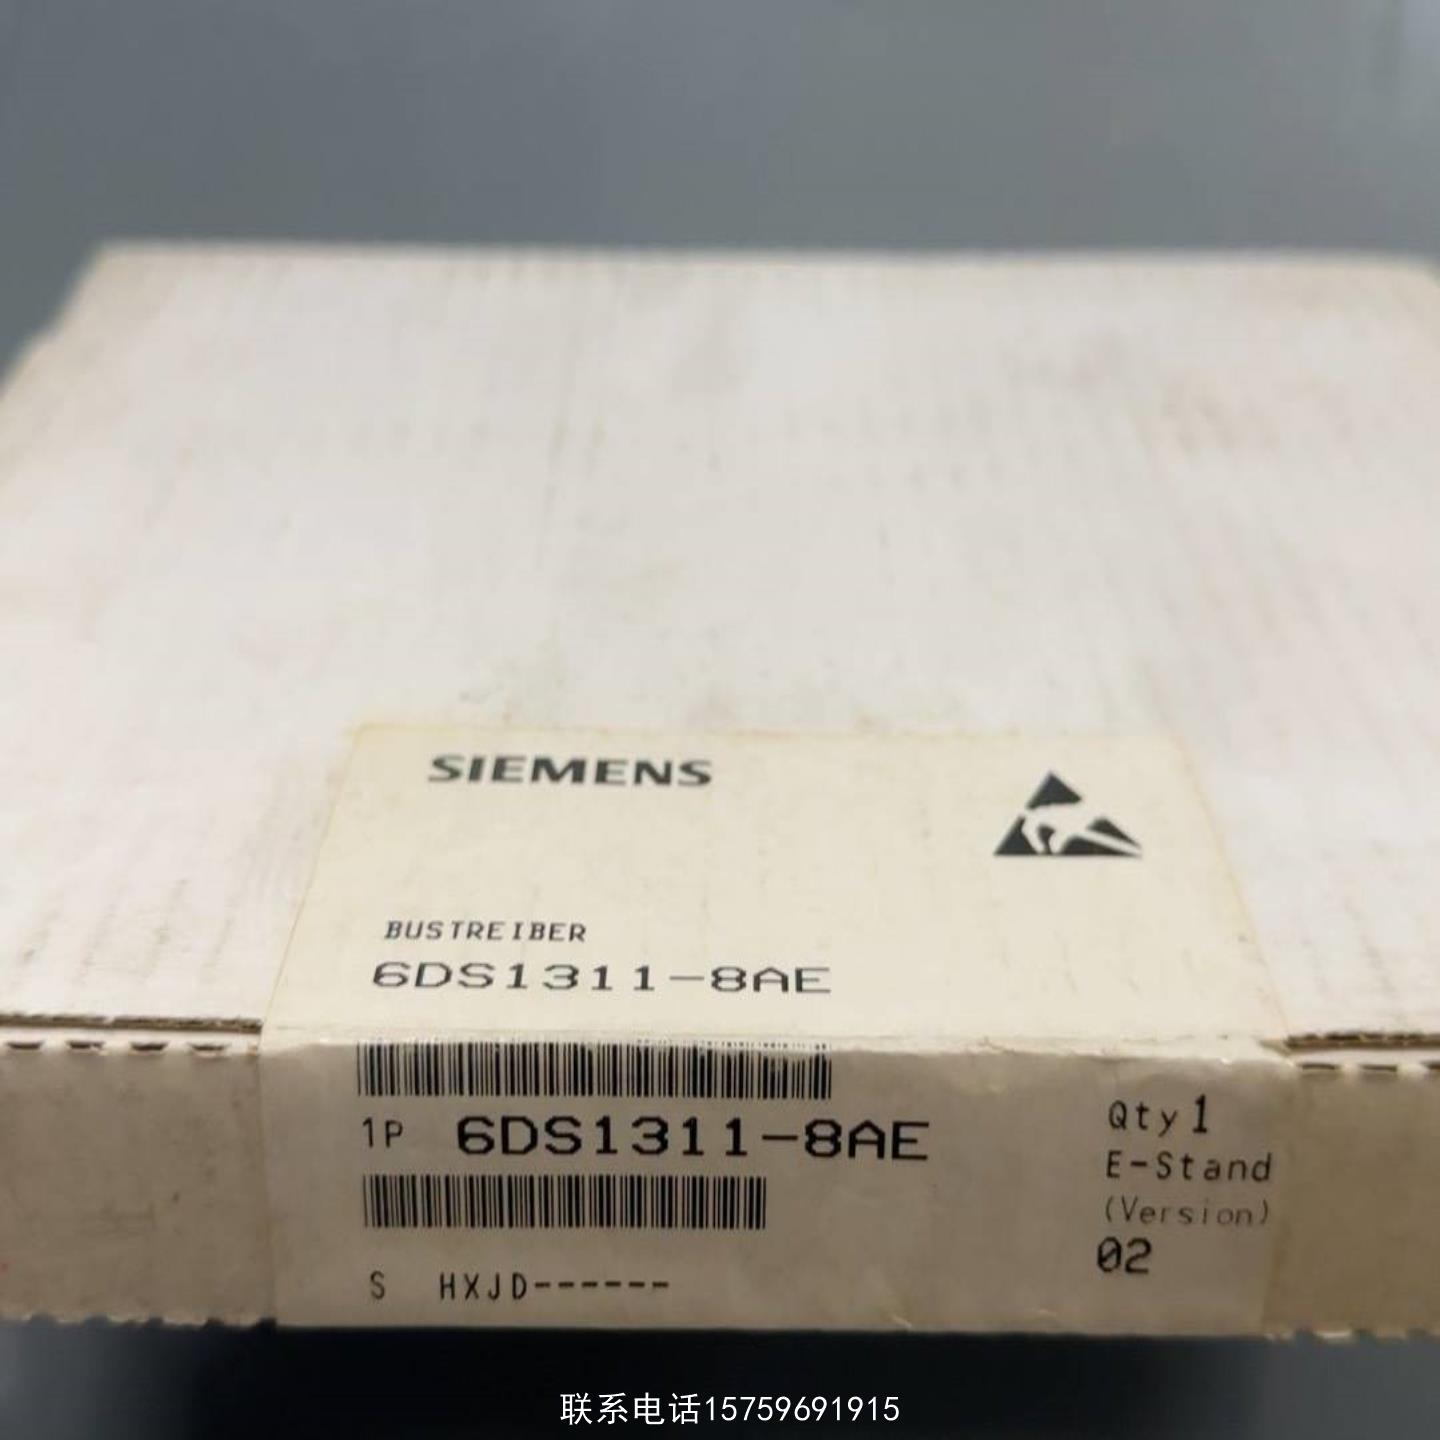 SIEMENS
BUSTREIBER
6DS1311-8AE
1P 6DS1311-8AE
S HXJD------
Qty 1
E-Stand
(Version)
02
联系电话15759691915